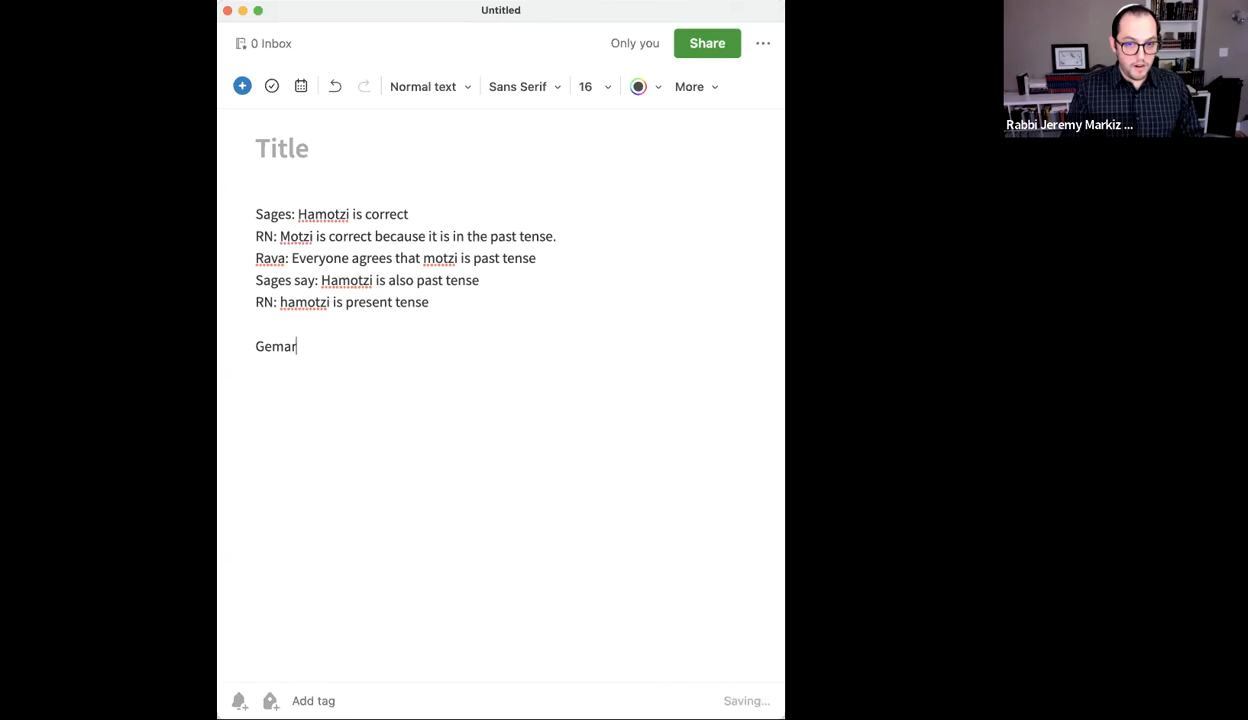 Untitled
0 Inbox
Only you
Share
Normal text
Sans Serif
16
More
Title
Sages: Hamotzi is correct
RN: Motzi is correct because it is in the past tense.
Rava: Everyone agrees that motzi is past tense
Sages say: Hamotzi is also past tense
RN: hamotzi is present tense
Gemar
Add tag
Saving...
Rabbi Jeremy Markiz ...